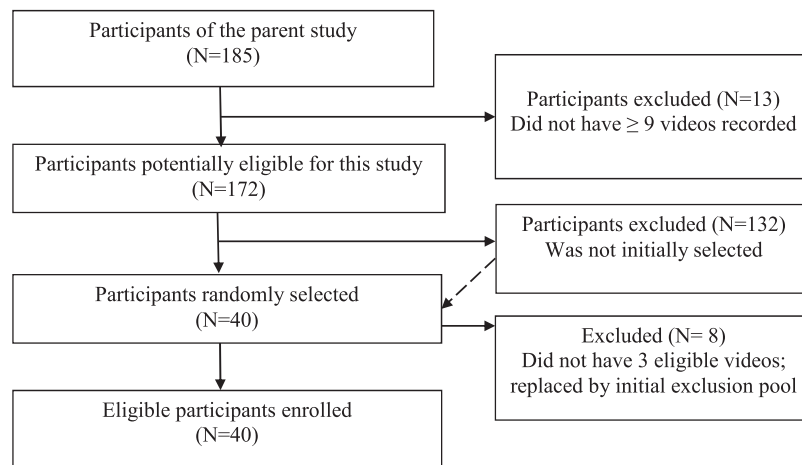 Participants of the parent study
(N=185)
Participants excluded (N=13)
Did not have ≥ 9 videos recorded
Participants potentially eligible for this study
(N=172)
Participants excluded (N=132)
Was not initially selected
Participants randomly selected
(N=40)
Excluded (N= 8)
Did not have 3 eligible videos;
replaced by initial exclusion pool
Eligible participants enrolled
(N=40)